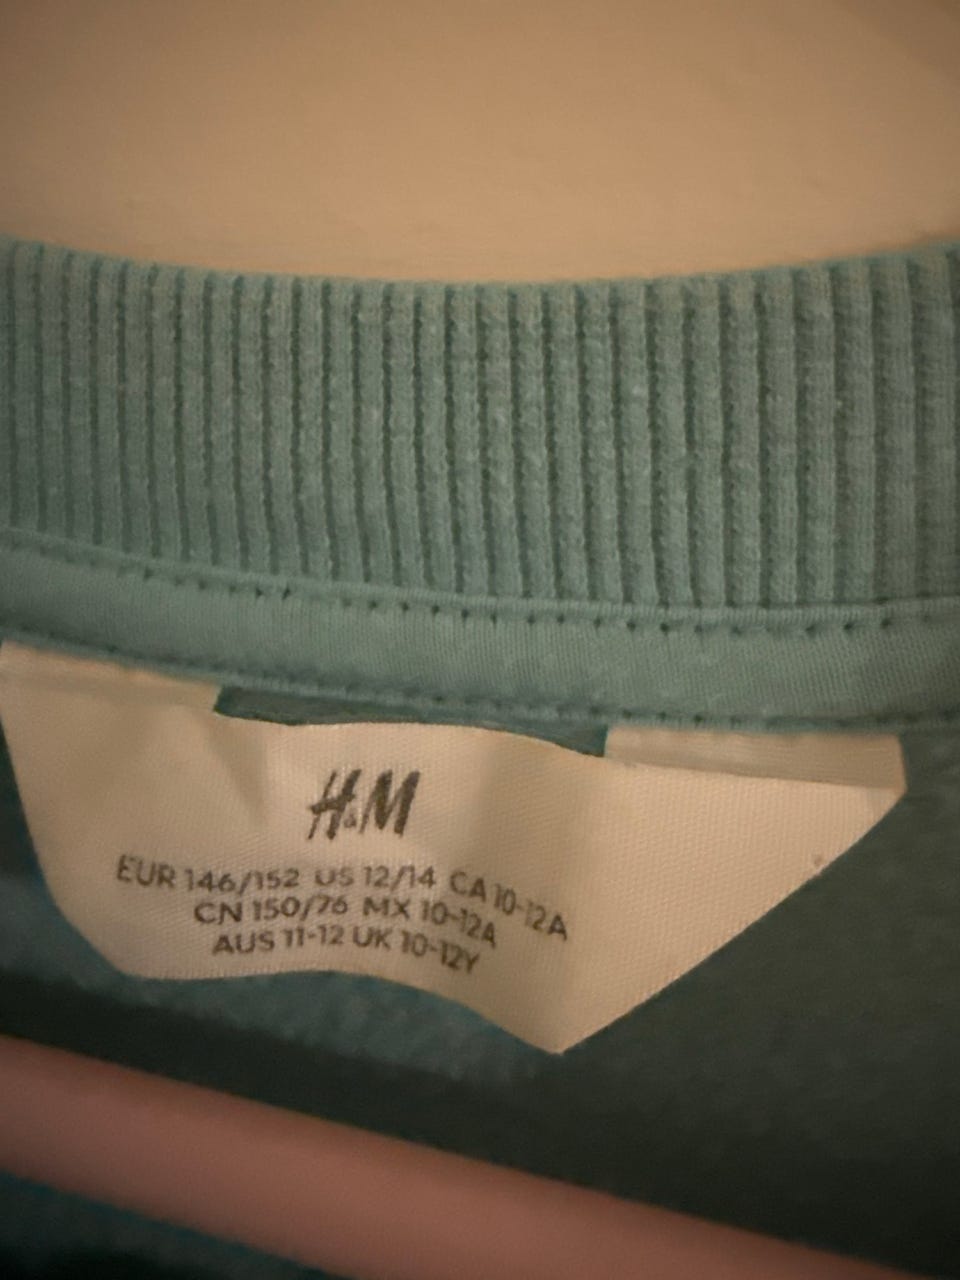 H&M
EUR 146/152 US 12/14 CA 10-12A
CN 150/76 MX 10-12A
AUS 11-12 UK 10-12Y